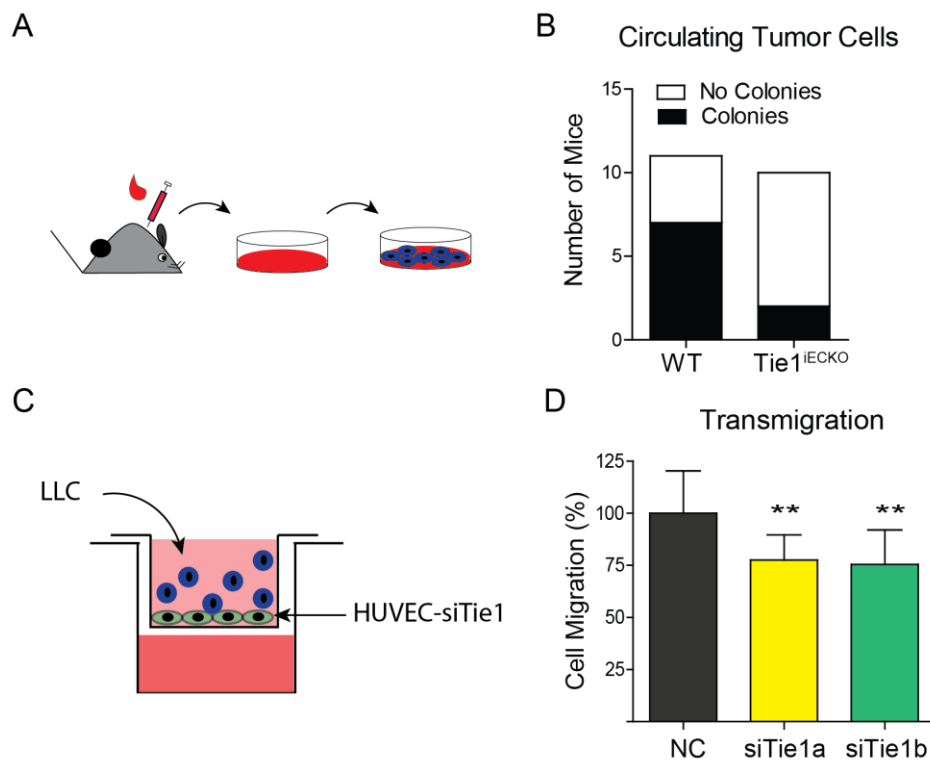 A
B
Circulating Tumor Cells
15
10
5
0
Number of Mice
No Colonies
Colonies
WT
Tie1iECKO
C
LLC
HUVEC-siTie1
D
Transmigration
125
100
75
50
25
Cell Migration (%)
**
**
NC
siTie1a
siTie1b